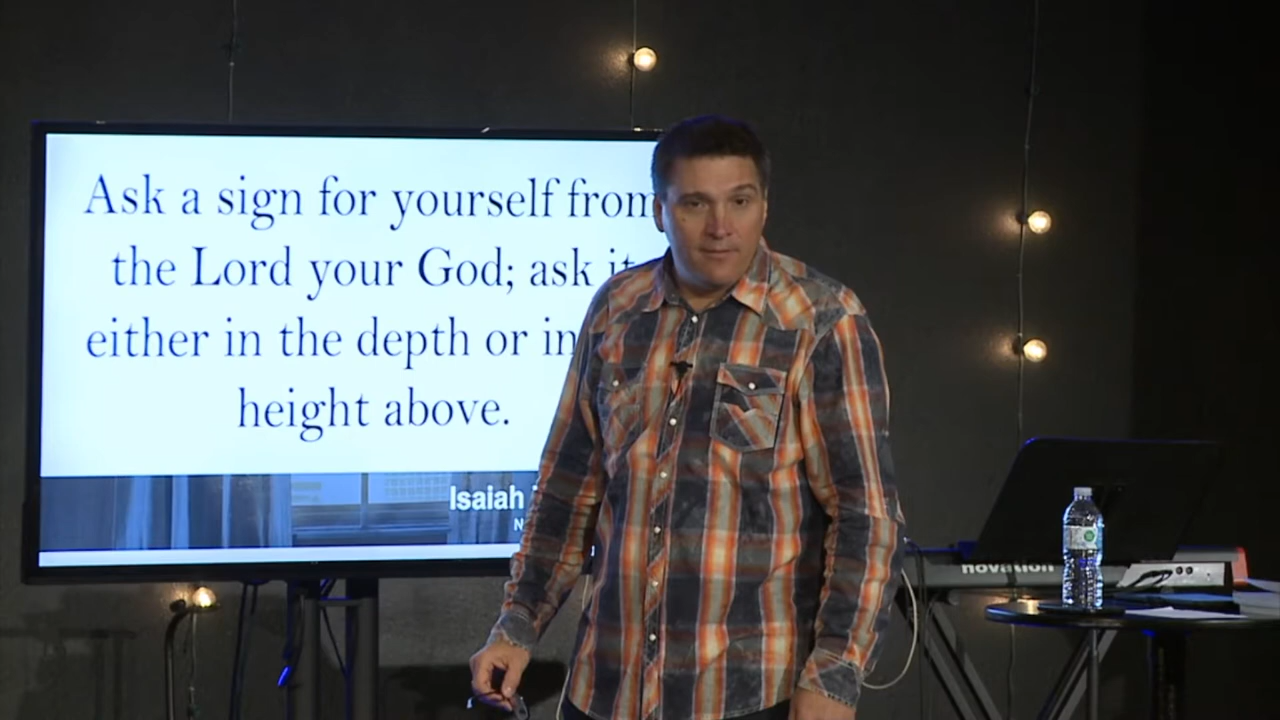 Ask a sign for yourself from
the Lord your God; ask it
either in the depth or in
height above.
Isaiah
novation